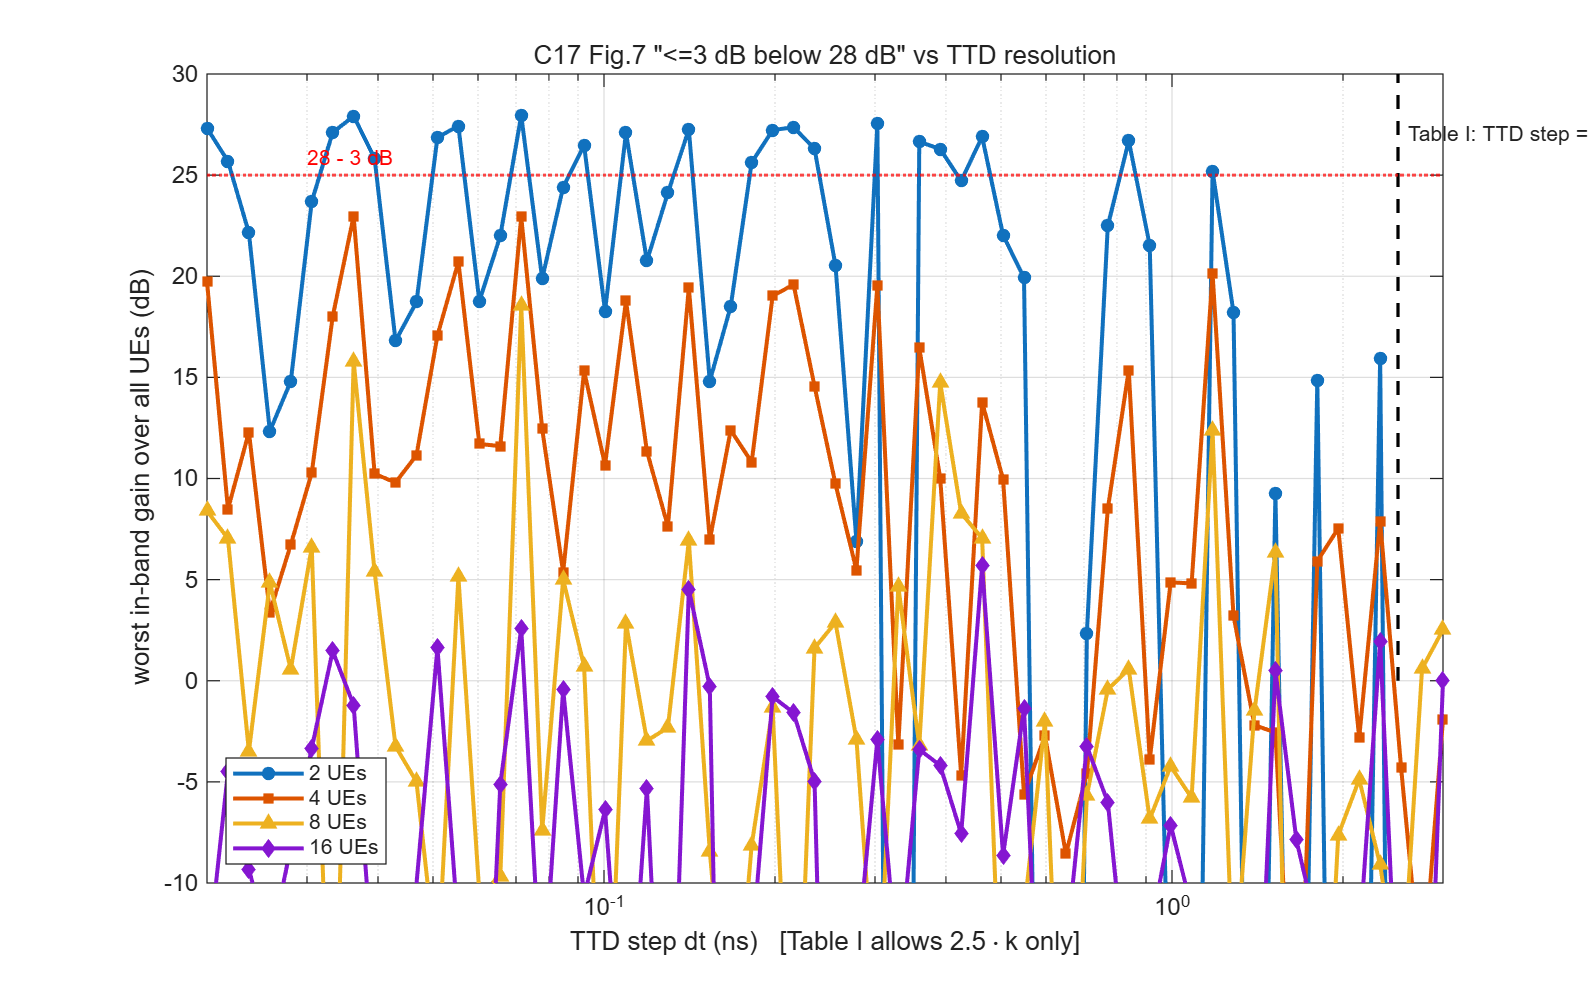 C17 Fig.7 "<=3 dB below 28 dB" vs TTD resolution
30
25
20
15
10
5
0
-5
-10
worst in-band gain over all UEs (dB)
28 - 3 dB
Table I: TTD step =
2 UEs
4 UEs
8 UEs
16 UEs
10-1
100
TTD step dt (ns) [Table I allows 2.5 · k only]